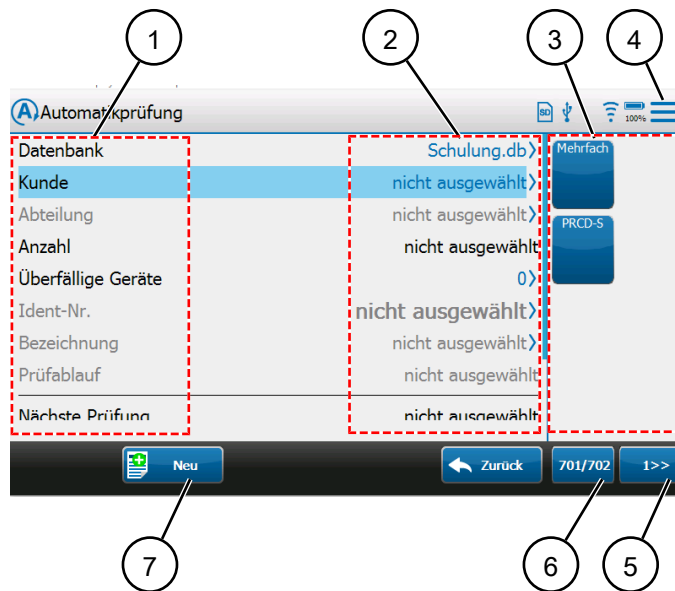 1 2 3 4
A Automatikprüfung SD 100%
Datenbank Schulung.db Mehrfach
Kunde nicht ausgewählt
Abteilung nicht ausgewählt PRCD-S
Anzahl nicht ausgewählt
Überfällige Geräte 0
Ident-Nr. nicht ausgewählt
Bezeichnung nicht ausgewählt
Prüfablauf nicht ausgewählt
Nächste Prüfung nicht ausgewählt
Neu Zurück 701/702 1>>
7 6 5